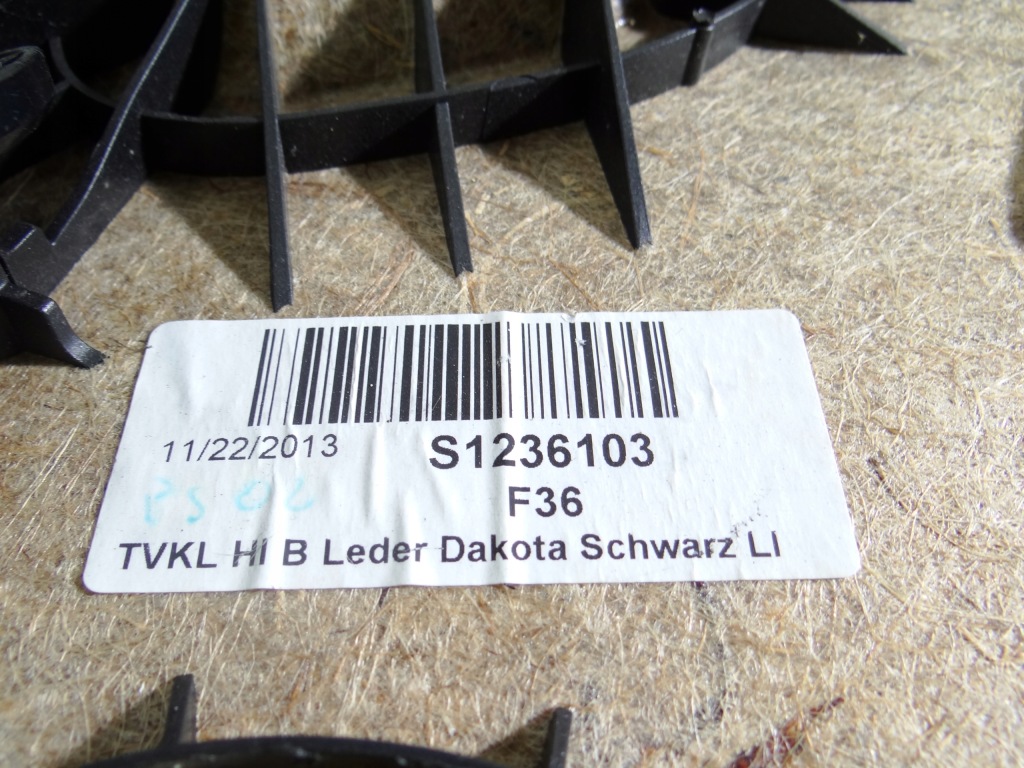 11/22/2013 S1236103
F36
TVKL HI B Leder Dakota Schwarz LI